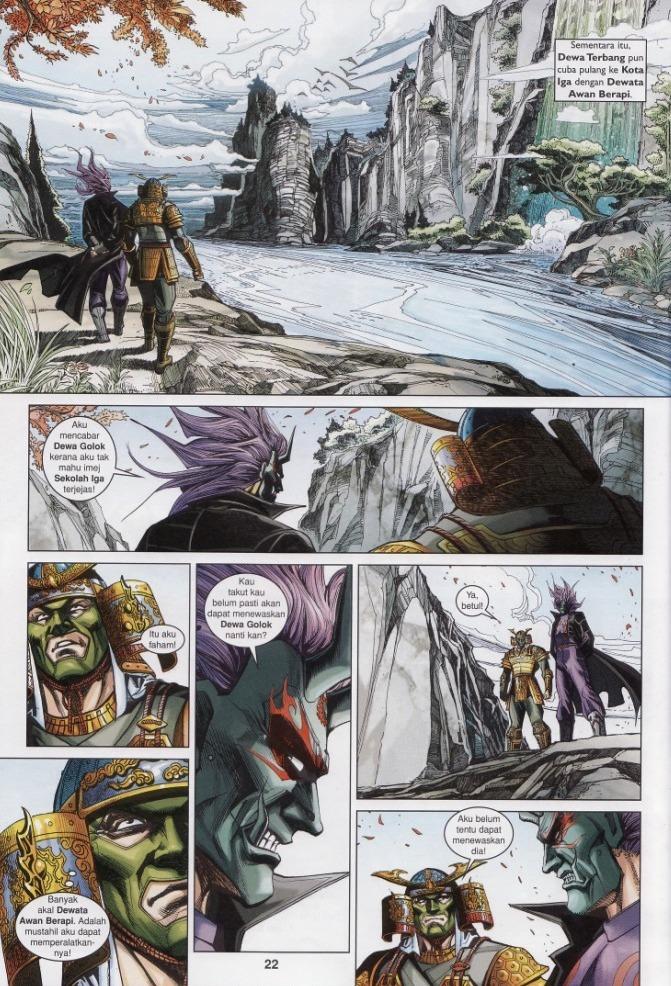 Sementara itu,
Dewa Terbang pun
cuba pulang ke Kota
Iga dengan Dewata
Awan Berapi.
Aku
mencabar
Dewa Golok
kerana aku tak
mahu imej
Sekolah Iga
terjejas!
Itu aku
faham!
Kau
takut kau
belum pasti akan
dapat menewaskan
Dewa Golok
nanti kan?
Ya,
betul!
Banyak
akal Dewata
Awan Berapi. Adalah
mustahil aku dapat
memperalatkan-
nya!
Aku belum
tentu dapat
menewaskan
dia!
22